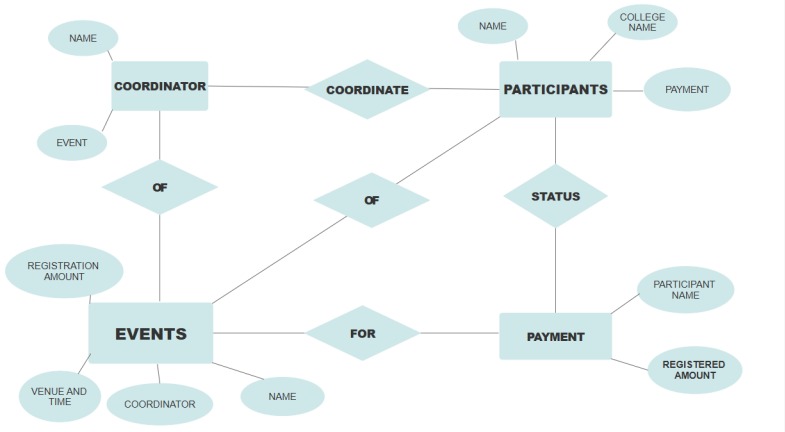 COLLEGE
NAME
NAME
NAME
COORDINATOR
COORDINATE
PARTICIPANTS
PAYMENT
EVENT
OF
OF
STATUS
REGISTRATION
AMOUNT
PARTICIPANT
NAME
EVENTS
FOR
PAYMENT
REGISTERED
AMOUNT
VENUE AND
TIME
COORDINATOR
NAME